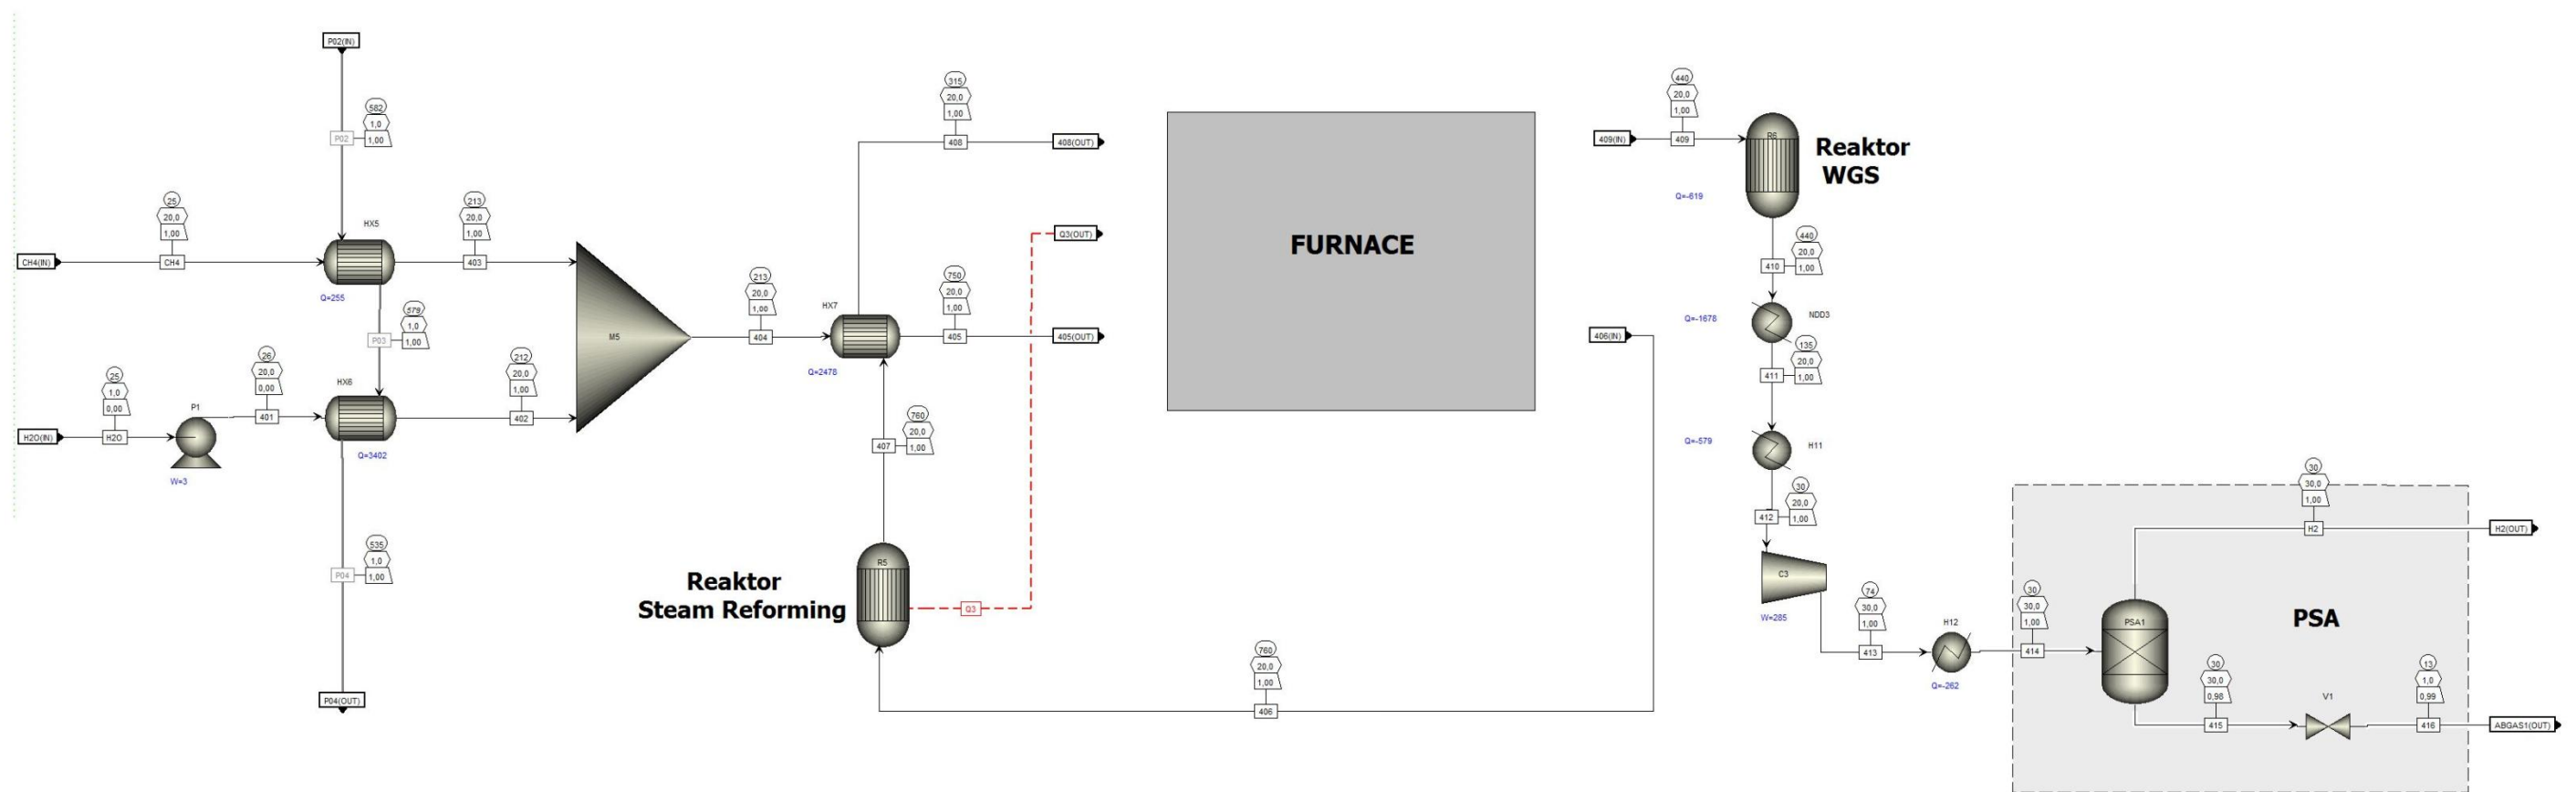 P02(IN)
582
1,0
1,00
P02
25
20,0
1,00
CH4(IN)
CH4
HX5
Q=255
213
20,0
1,00
403
579
1,0
1,00
P03
25
1,0
0,00
H2O(IN)
H2O
P1
W=3
26
20,0
0,00
401
HX6
Q=3402
212
20,0
1,00
402
535
1,0
1,00
P04
P04(OUT)
M5
213
20,0
1,00
404
HX7
Q=2478
315
20,0
1,00
408
408(OUT)
Q3(OUT)
750
20,0
1,00
405
405(OUT)
760
20,0
1,00
407
R5
Reaktor
Steam Reforming
Q3
760
20,0
1,00
406
FURNACE
406(IN)
440
20,0
1,00
409(IN)
409
R6
Reaktor
WGS
Q=-619
440
20,0
1,00
410
NDD3
Q=-1678
135
20,0
1,00
411
H11
Q=-579
30
20,0
1,00
412
C3
W=285
74
30,0
1,00
413
H12
Q=-262
30
30,0
1,00
414
PSA1
PSA
30
30,0
1,00
H2
H2(OUT)
30
30,0
0,98
415
V1
13
1,0
0,99
416
ABGAS1(OUT)